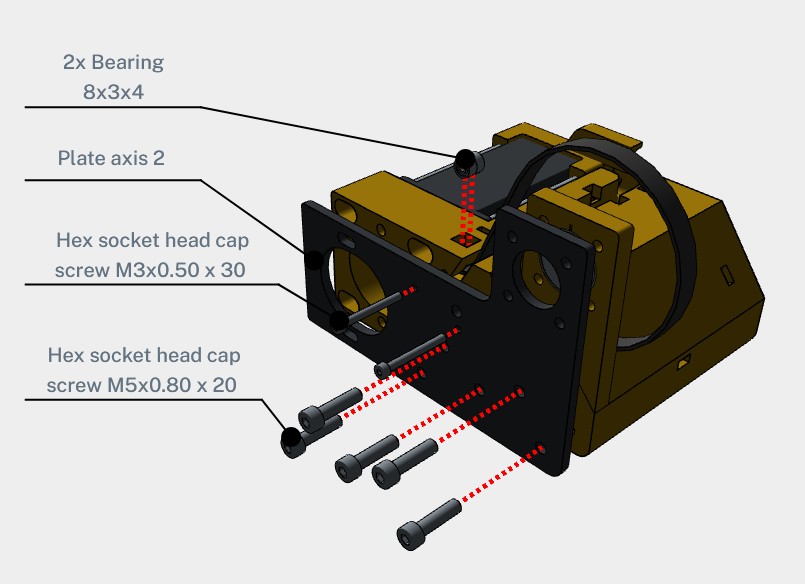 2x Bearing
8x3x4
Plate axis 2
Hex socket head cap
screw M3x0.50 x 30
Hex socket head cap
screw M5x0.80 x 20